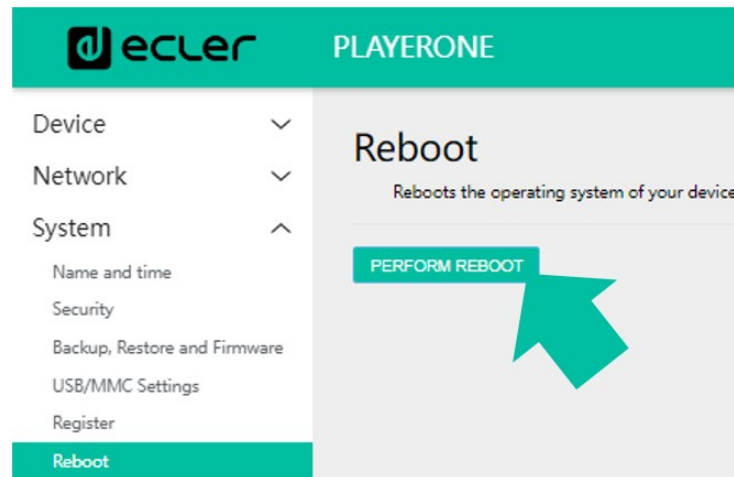 ecler PLAYERONE
Device
Network
System
Name and time
Security
Backup, Restore and Firmware
USB/MMC Settings
Register
Reboot
Reboot
Reboots the operating system of your device
PERFORM REBOOT